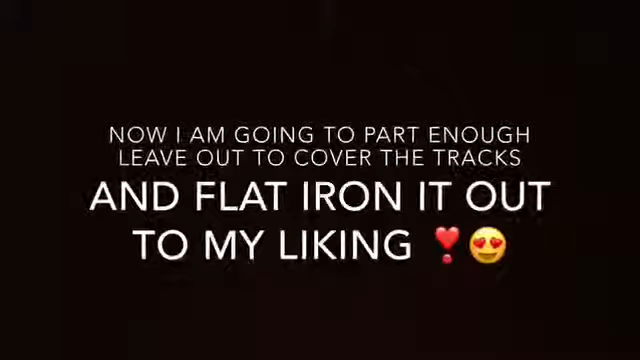 NOW I AM GOING TO PART ENOUGH
LEAVE OUT TO COVER THE TRACKS
AND FLAT IRON IT OUT
TO MY LIKING ❣️😍